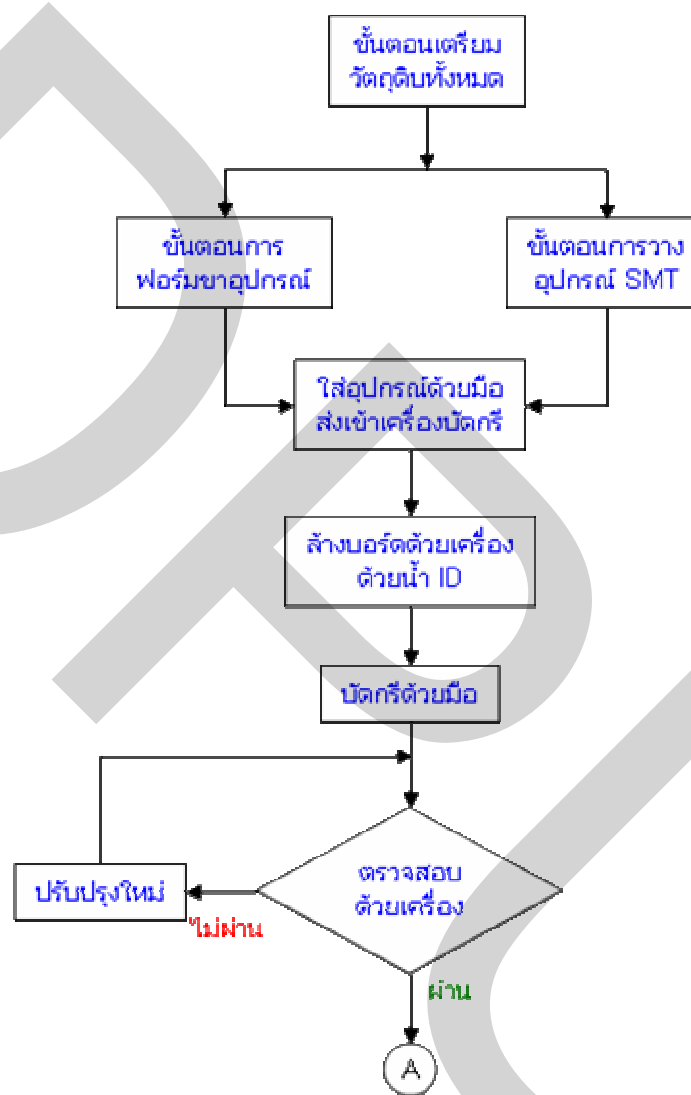 ขั้นตอนเตรียม
วัตถุดิบทั้งหมด
ขั้นตอนการ
ฟอร์มขาอุปกรณ์
ขั้นตอนการวาง
อุปกรณ์ SMT
ใส่อุปกรณ์ด้วยมือ
ส่งเข้าเครื่องบัดกรี
ล้างบอร์ดด้วยเครื่อง
ด้วยน้ำ ID
บัดกรีด้วยมือ
ตรวจสอบ
ด้วยเครื่อง
ปรับปรุงใหม่
ไม่ผ่าน
ผ่าน
A